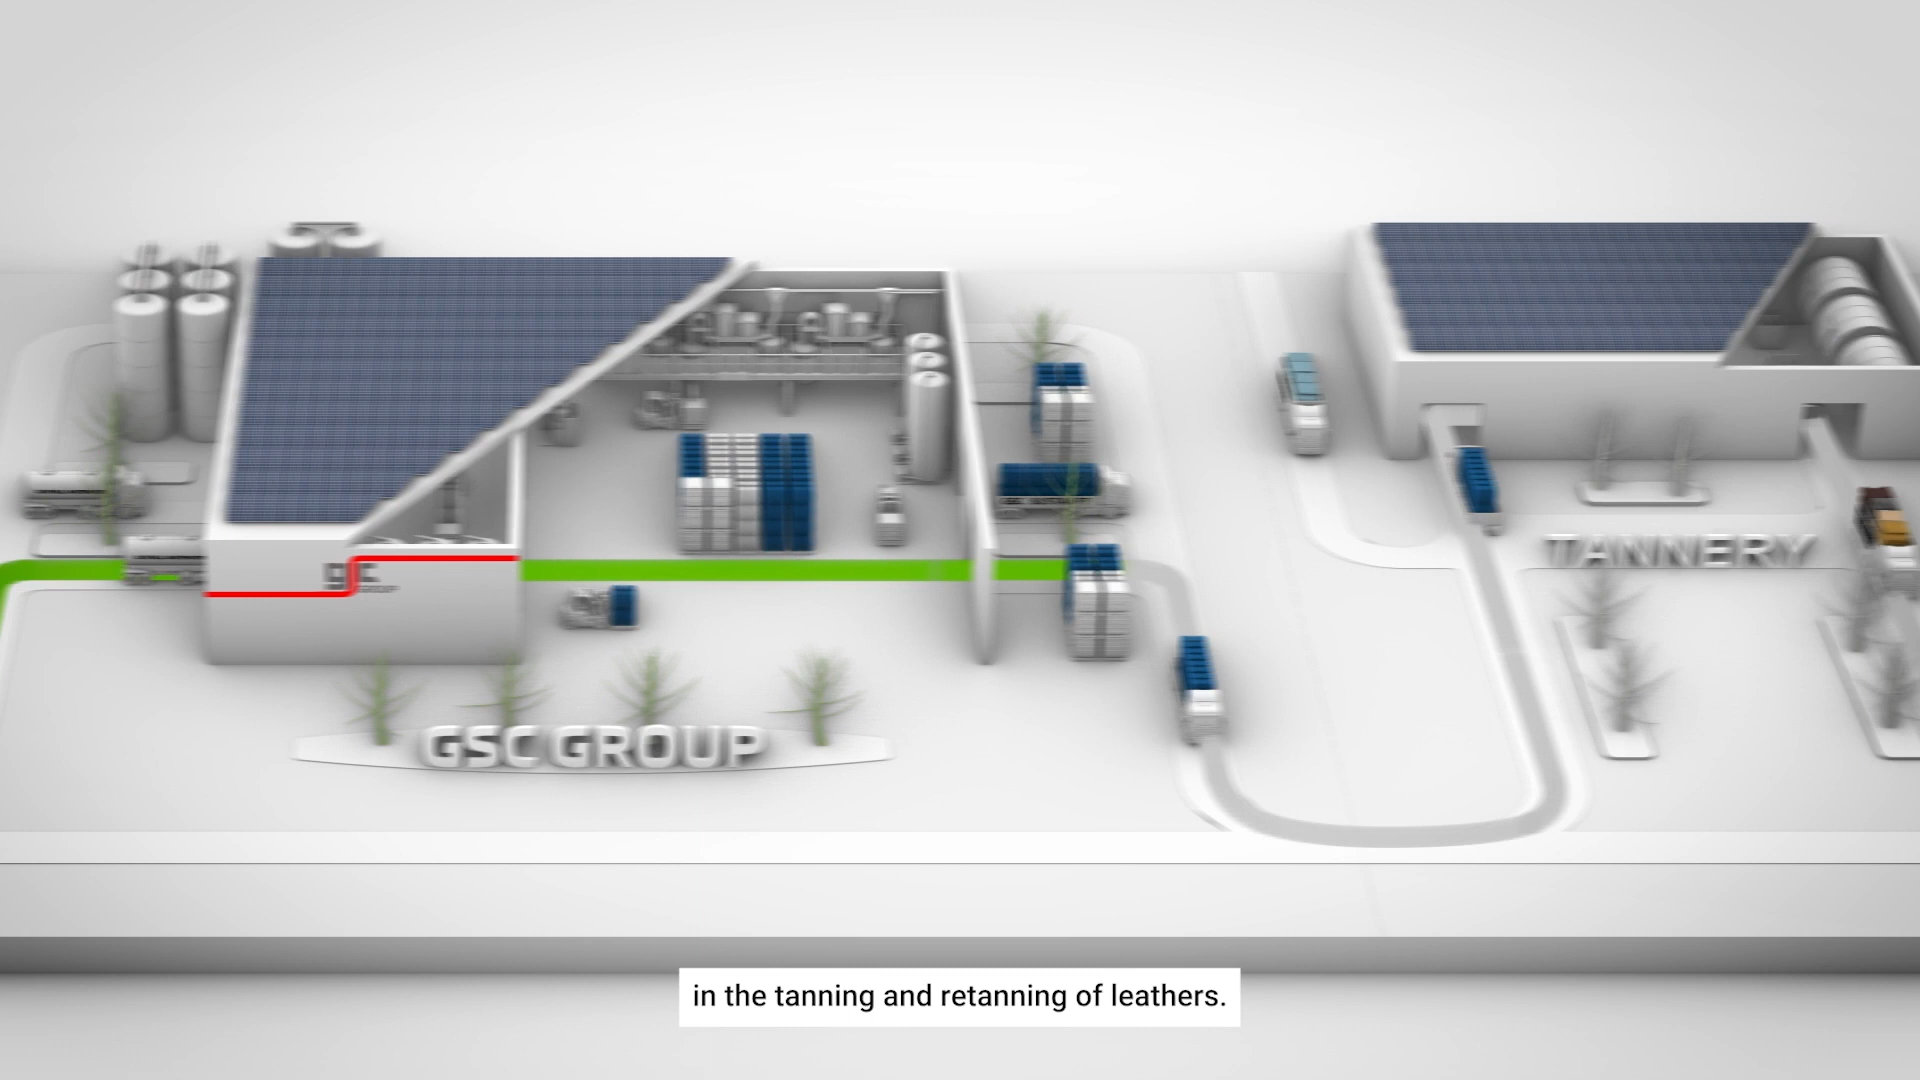 TANNERY
GSC GROUP
in the tanning and retanning of leathers.